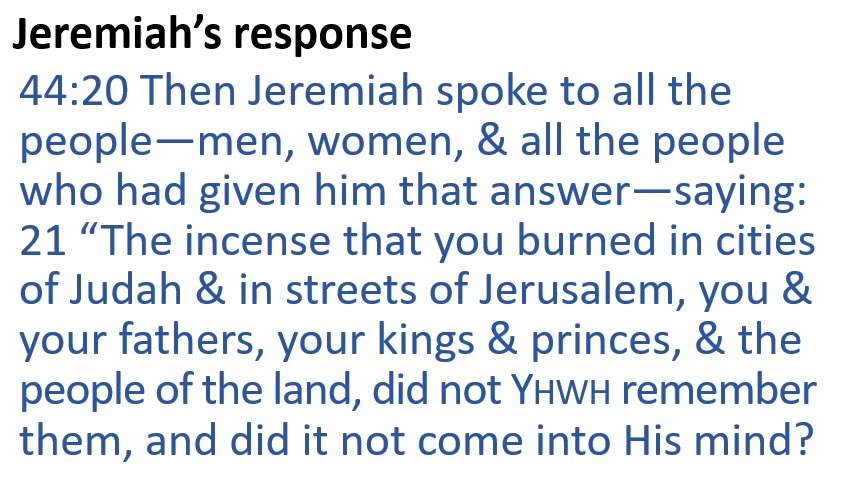 Jeremiah’s response
44:20 Then Jeremiah spoke to all the
people—men, women, & all the people
who had given him that answer—saying:
21 “The incense that you burned in cities
of Judah & in streets of Jerusalem, you &
your fathers, your kings & princes, & the
people of the land, did not YHWH remember
them, and did it not come into His mind?